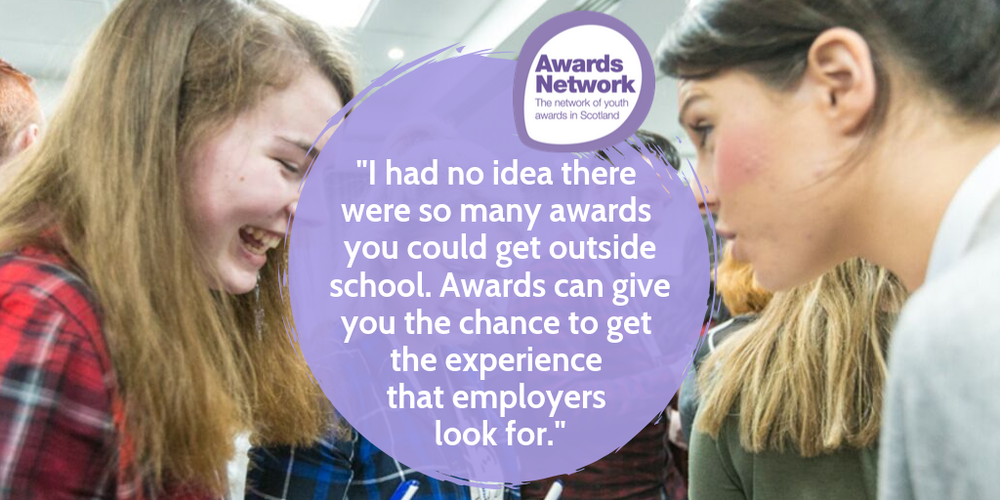 Awards
Network
The network of youth
awards in Scotland
"I had no idea there
were so many awards
you could get outside
school. Awards can give
you the chance to get
the experience
that employers
look for."